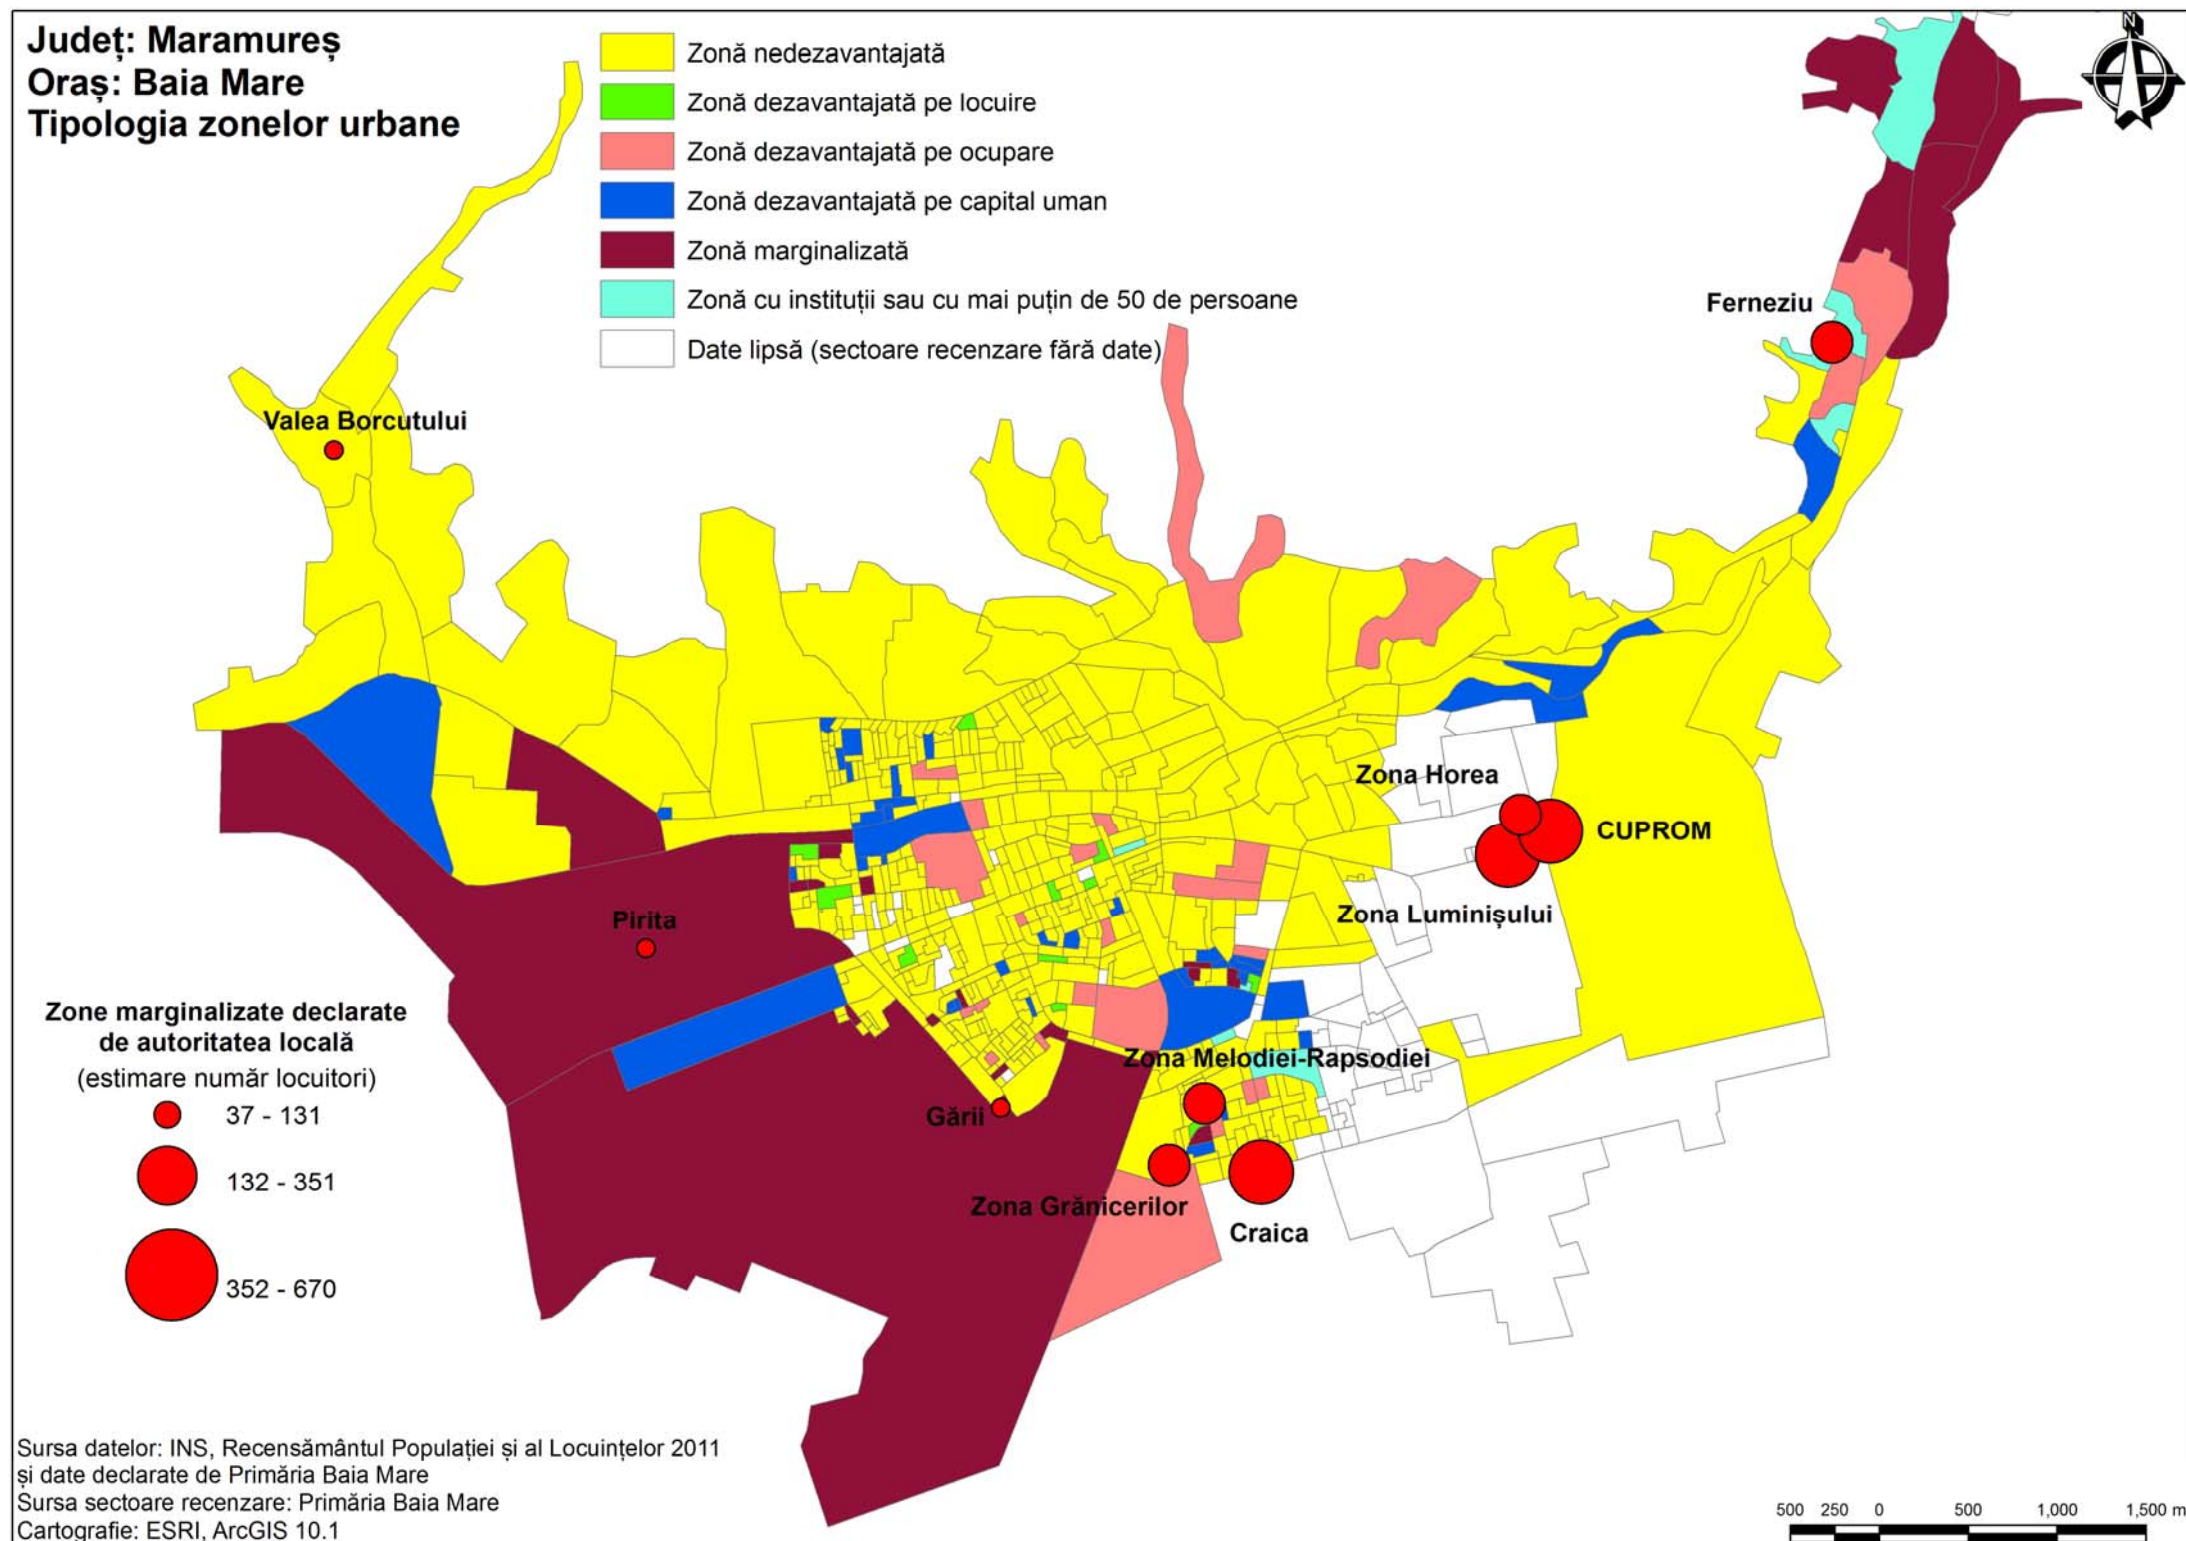 Județ: Maramureș
Oraș: Baia Mare
Tipologia zonelor urbane
Zonă nedezavantajată
Zonă dezavantajată pe locuire
Zonă dezavantajată pe ocupare
Zonă dezavantajată pe capital uman
Zonă marginalizată
Zonă cu instituții sau cu mai puțin de 50 de persoane
Date lipsă (sectoare recenzare fără date)
N
Ferneziu
Valea Borcutului
Zona Horea
CUPROM
Zona Luminișului
Pirita
Zona Melodiei-Rapsodiei
Gării
Zona Grănicerilor
Craica
Zone marginalizate declarate
de autoritatea locală
(estimare număr locuitori)
37 - 131
132 - 351
352 - 670
Sursa datelor: INS, Recensământul Populației și al Locuințelor 2011
și date declarate de Primăria Baia Mare
Sursa sectoare recenzare: Primăria Baia Mare
Cartografie: ESRI, ArcGIS 10.1
500 250 0 500 1,000 1,500 m